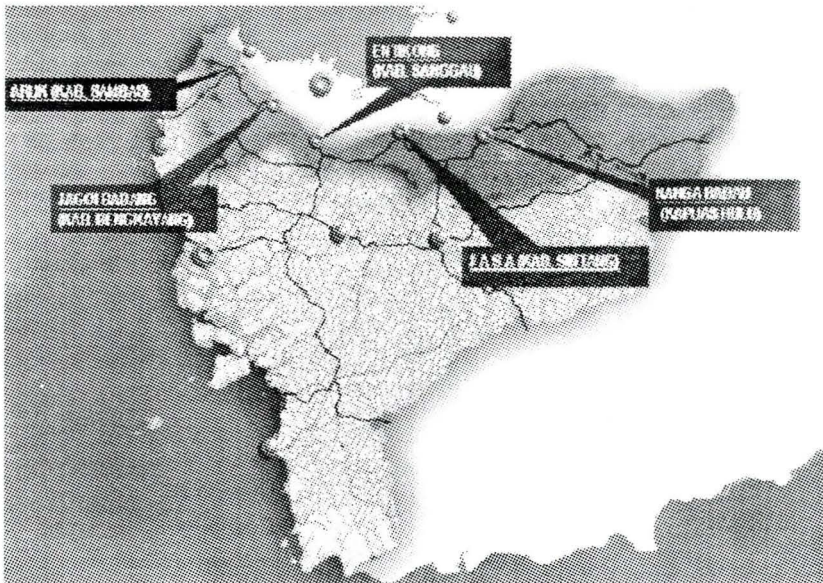 ENTIKONG
(KAB. SANGGAU)
ARUK (KAB. SAMBAS)
JAGOI BABANG
(KAB. BENGKAYANG)
NANGA BADAU
(KAPUAS HULU)
J A S A (KAB. SINTANG)